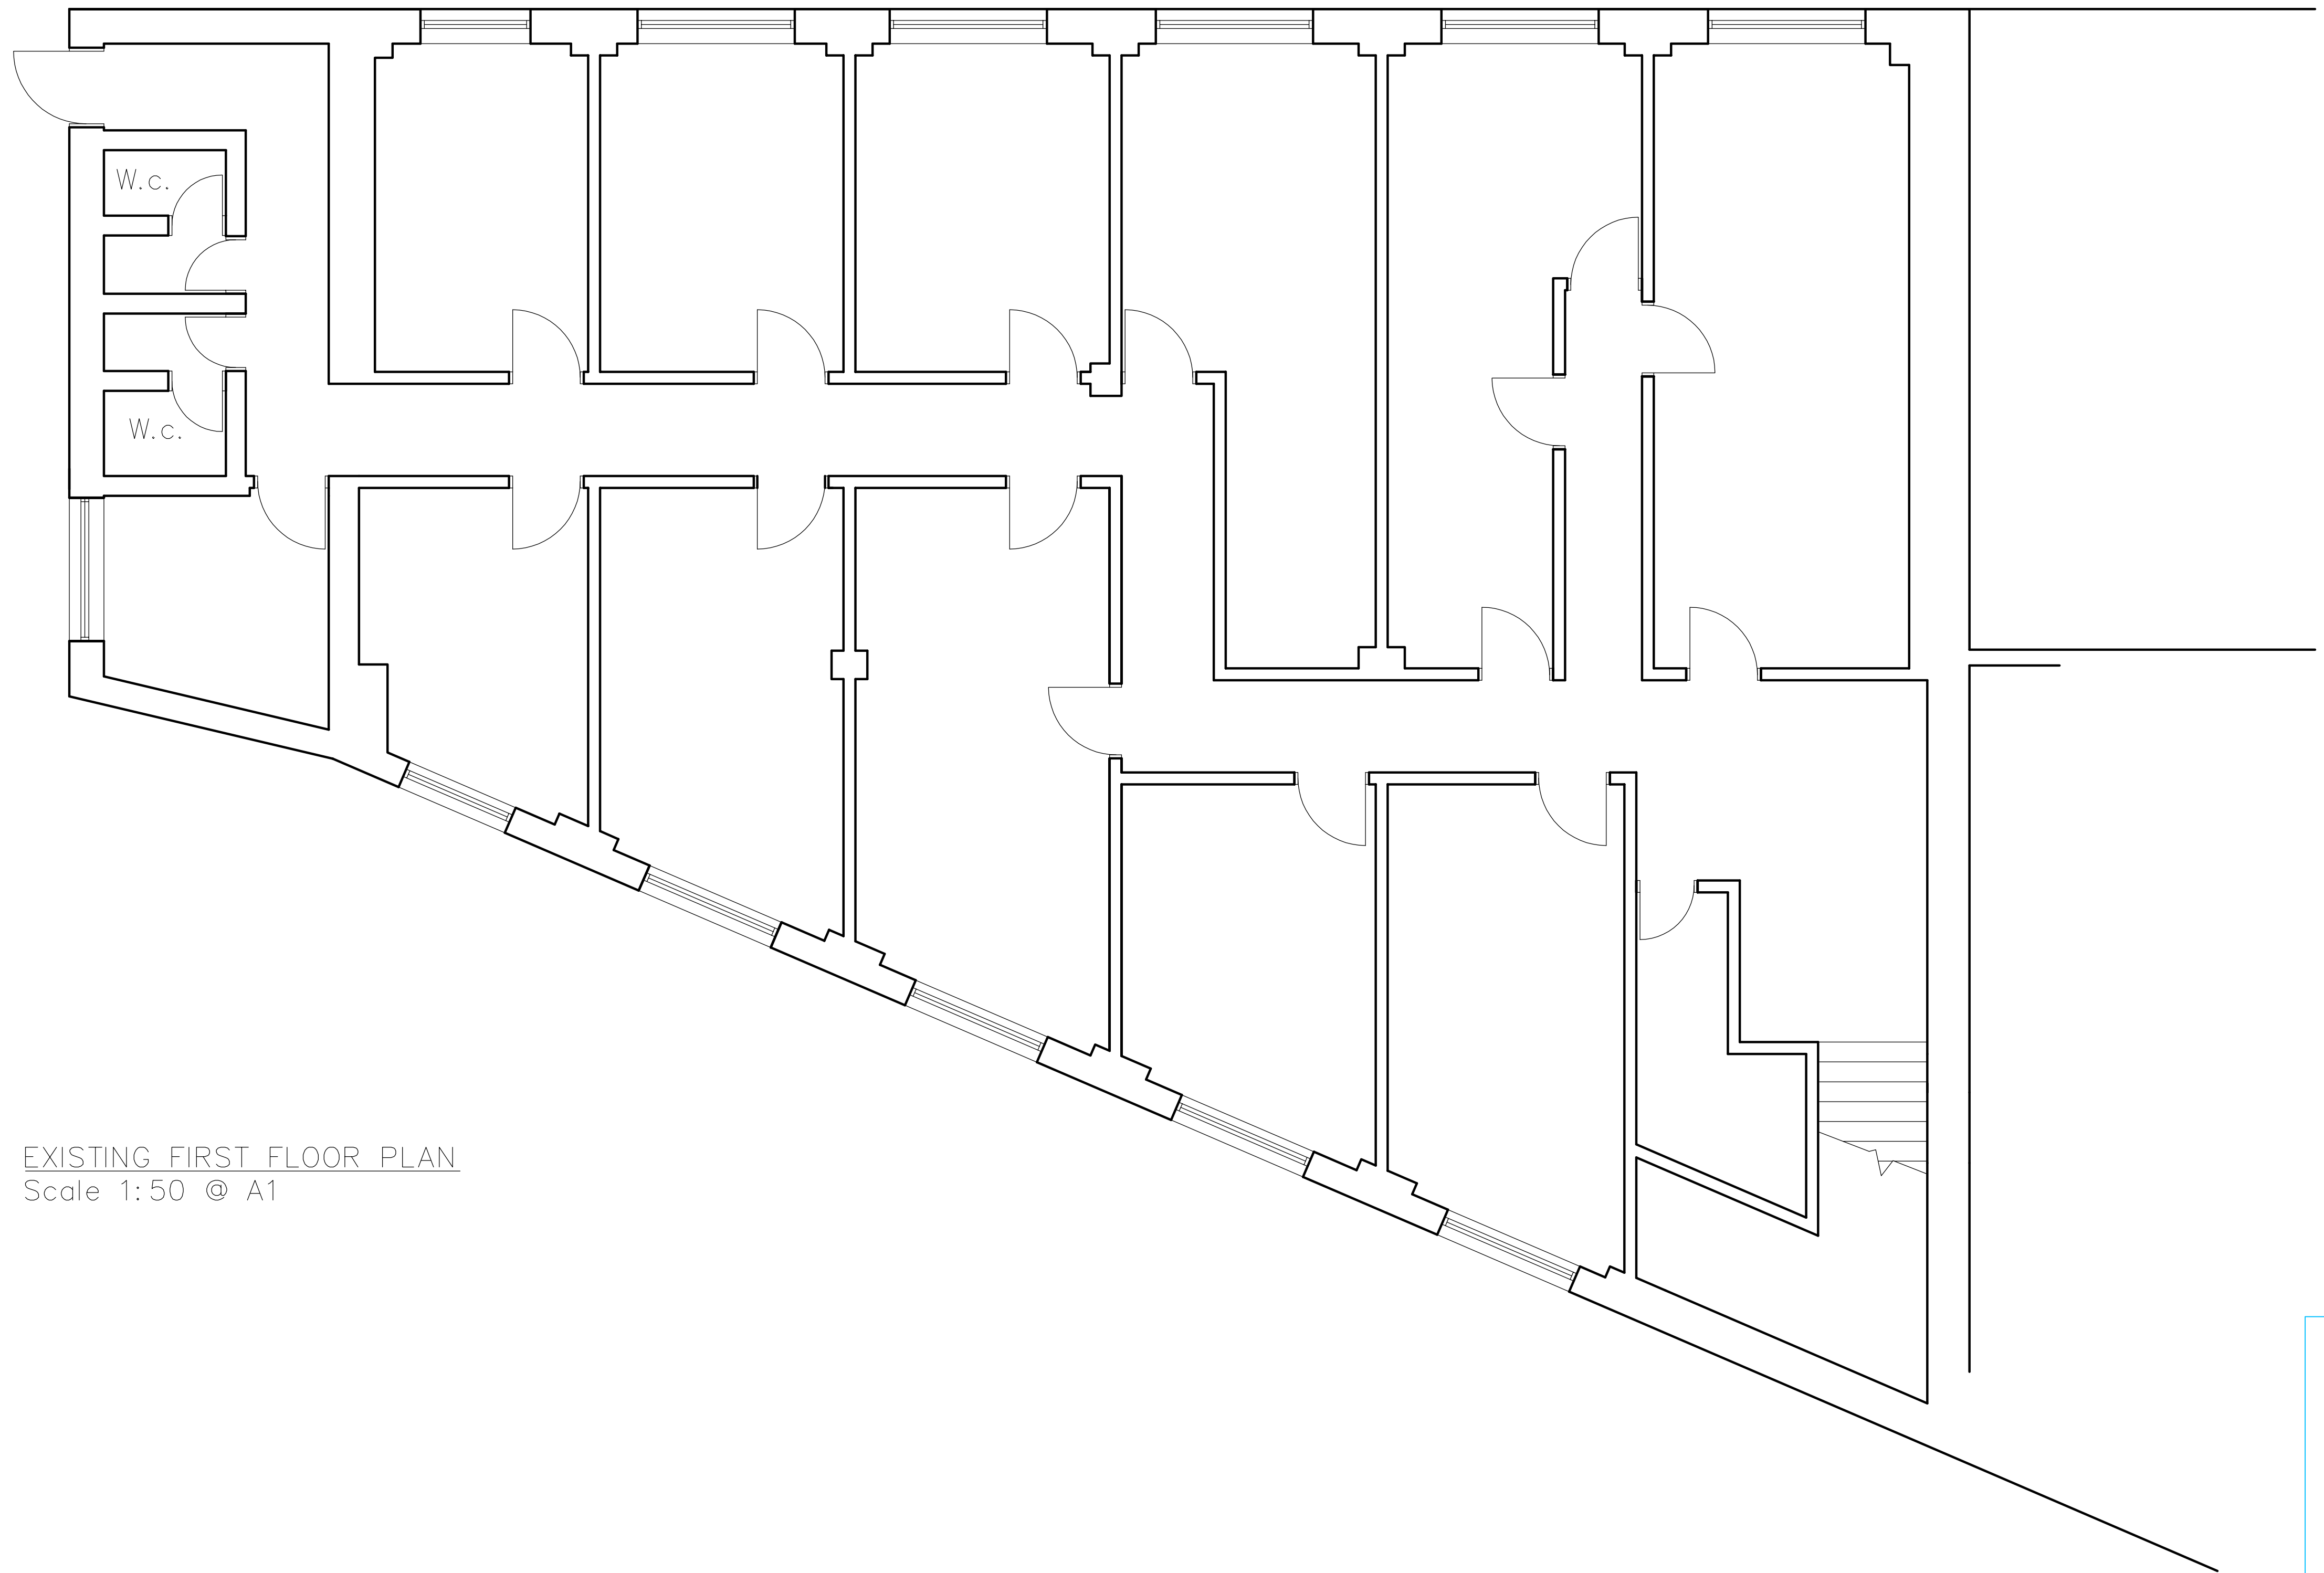 W.c.
W.c.
EXISTING FIRST FLOOR PLAN
Scale 1:50 @ A1